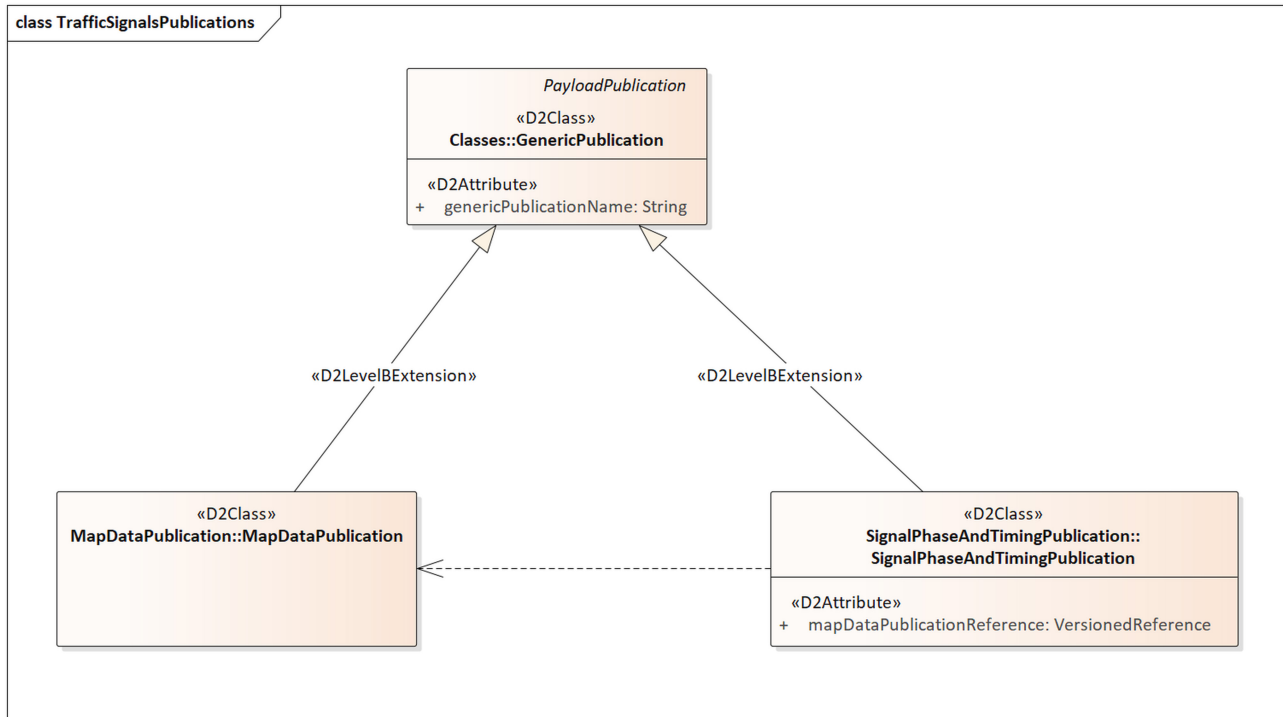 class TrafficSignalsPublications
PayloadPublication
«D2Class»
Classes::GenericPublication
«D2Attribute»
+ genericPublicationName: String
«D2LevelBExtension»
«D2LevelBExtension»
«D2Class»
MapDataPublication::MapDataPublication
«D2Class»
SignalPhaseAndTimingPublication::
SignalPhaseAndTimingPublication
«D2Attribute»
+ mapDataPublicationReference: VersionedReference